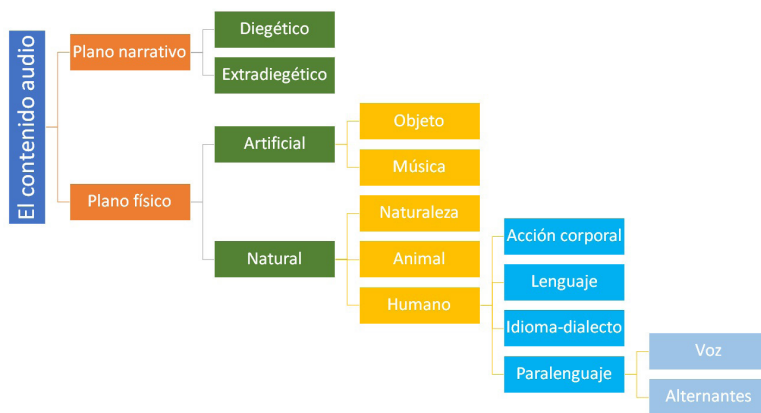 El contenido audio
Plano narrativo
Diegético
Extradiegético
Plano físico
Artificial
Objeto
Música
Natural
Naturaleza
Animal
Humano
Acción corporal
Lenguaje
Idioma-dialecto
Paralenguaje
Voz
Alternantes